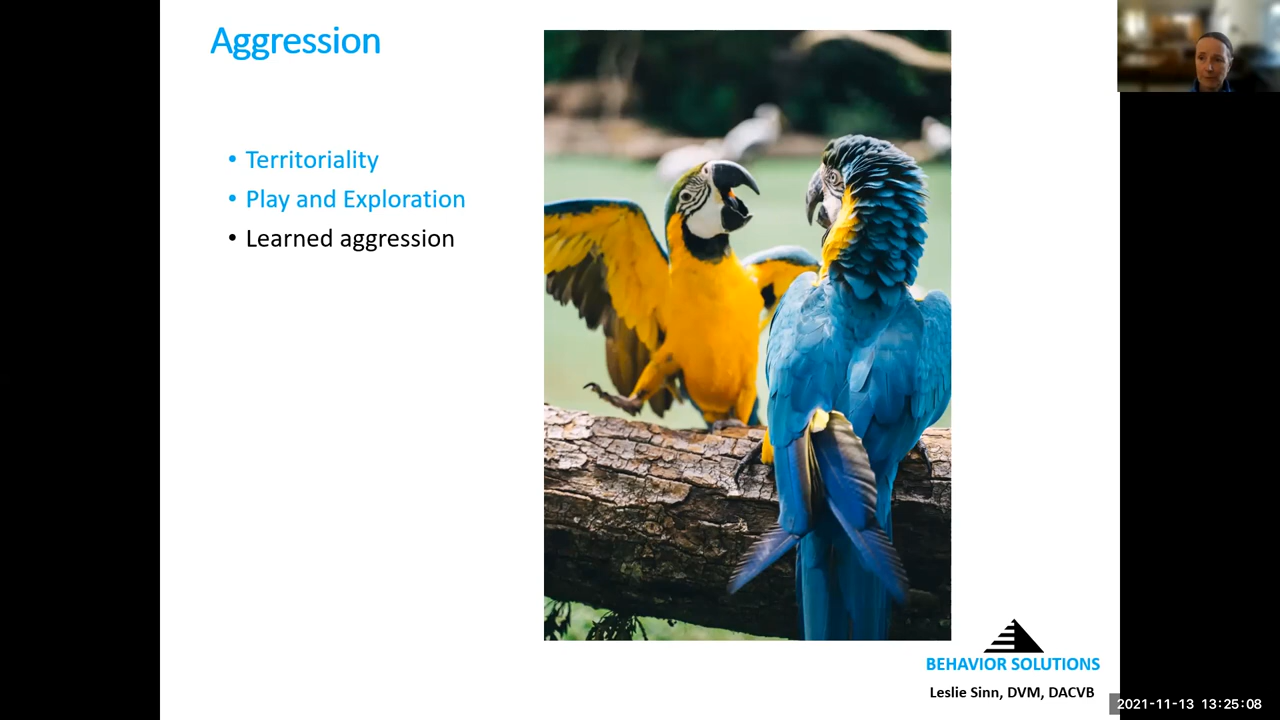 Aggression
• Territoriality
• Play and Exploration
• Learned aggression
BEHAVIOR SOLUTIONS
Leslie Sinn, DVM, DACVB
2021-11-13 13:25:08